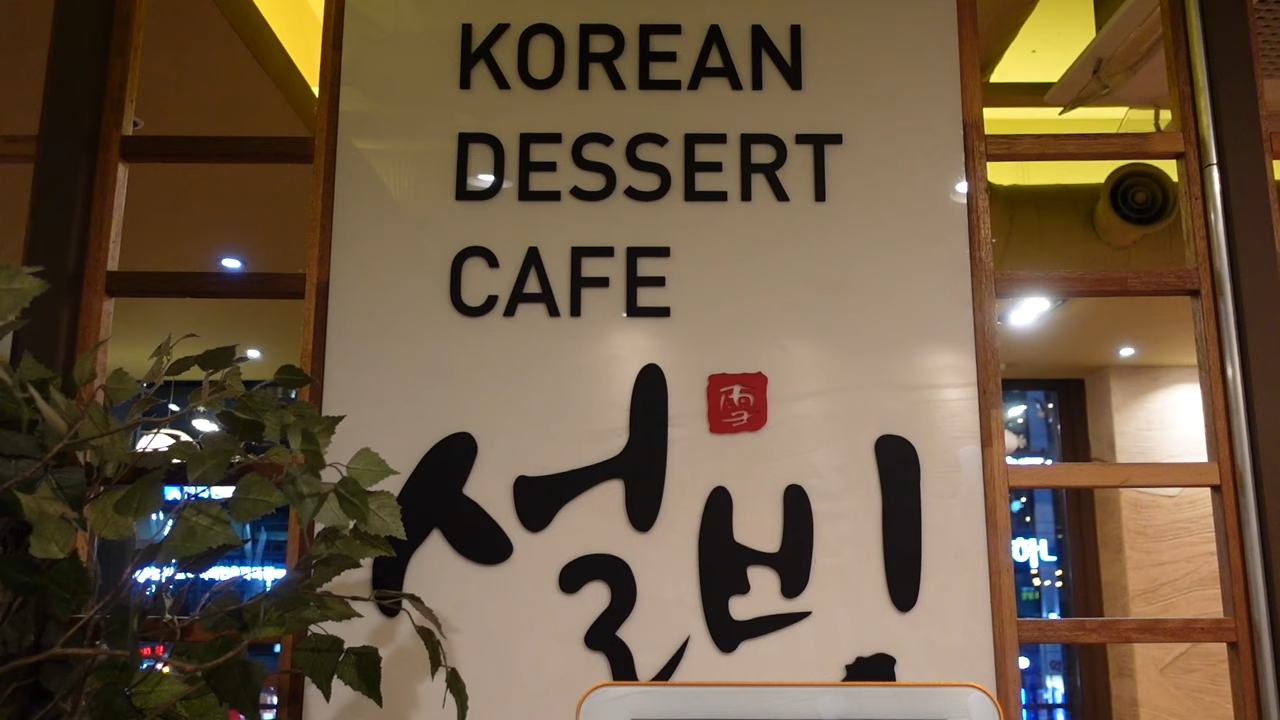 KOREAN
DESSERT
CAFE
雪
설빙